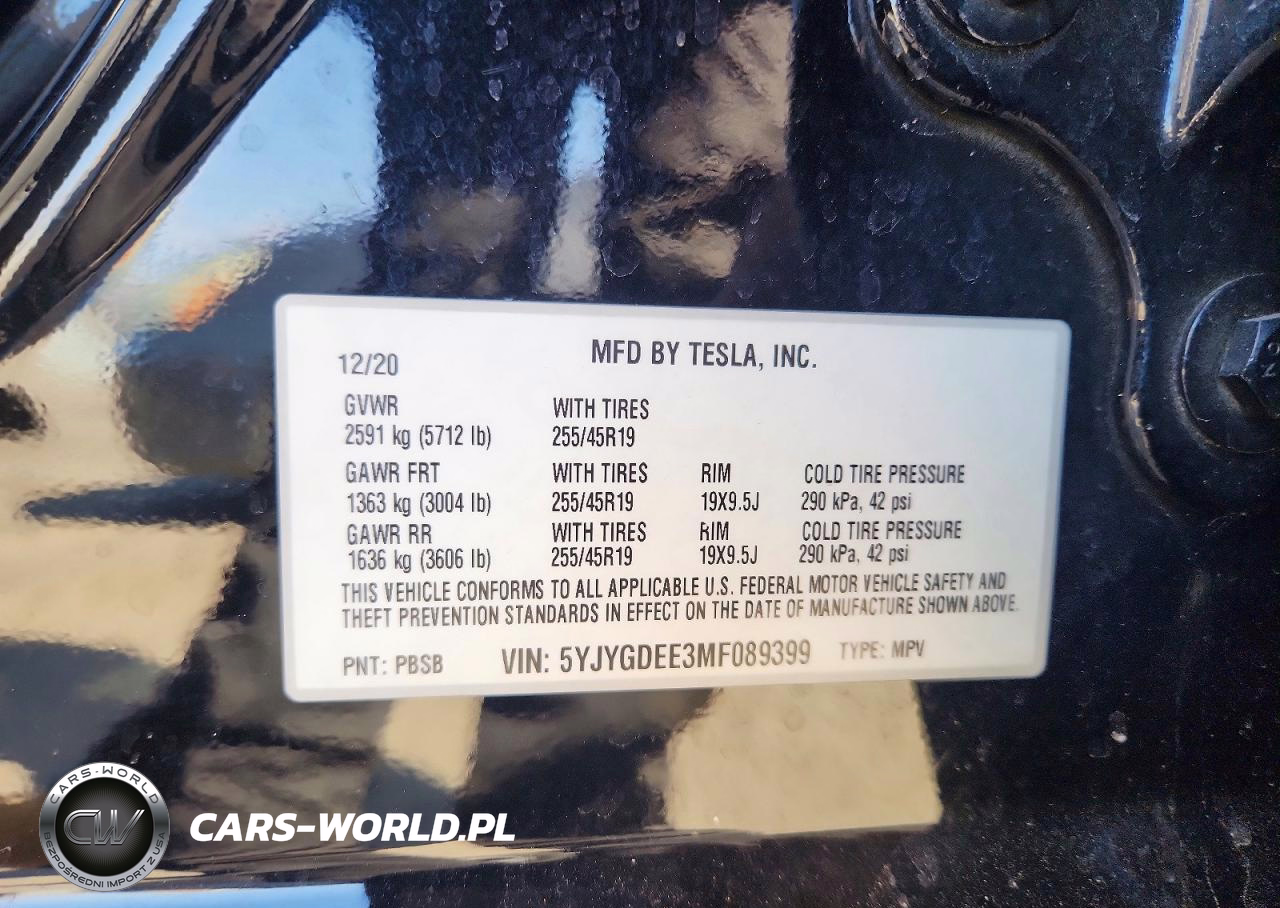 12/20 MFD BY TESLA, INC.
GVWR WITH TIRES
2591 kg (5712 lb) 255/45R19
GAWR FRT WITH TIRES RIM COLD TIRE PRESSURE
1363 kg (3004 lb) 255/45R19 19X9.5J 290 kPa, 42 psi
GAWR RR WITH TIRES RIM COLD TIRE PRESSURE
1636 kg (3606 lb) 255/45R19 19X9.5J 290 kPa, 42 psi
THIS VEHICLE CONFORMS TO ALL APPLICABLE U.S. FEDERAL MOTOR VEHICLE SAFETY AND
THEFT PREVENTION STANDARDS IN EFFECT ON THE DATE OF MANUFACTURE SHOWN ABOVE.
PNT: PBSB VIN: 5YJYGDEE3MF089399 TYPE: MPV
CARS-WORLD
CW
BEZPOŚREDNI IMPORT Z USA
CARS-WORLD.PL